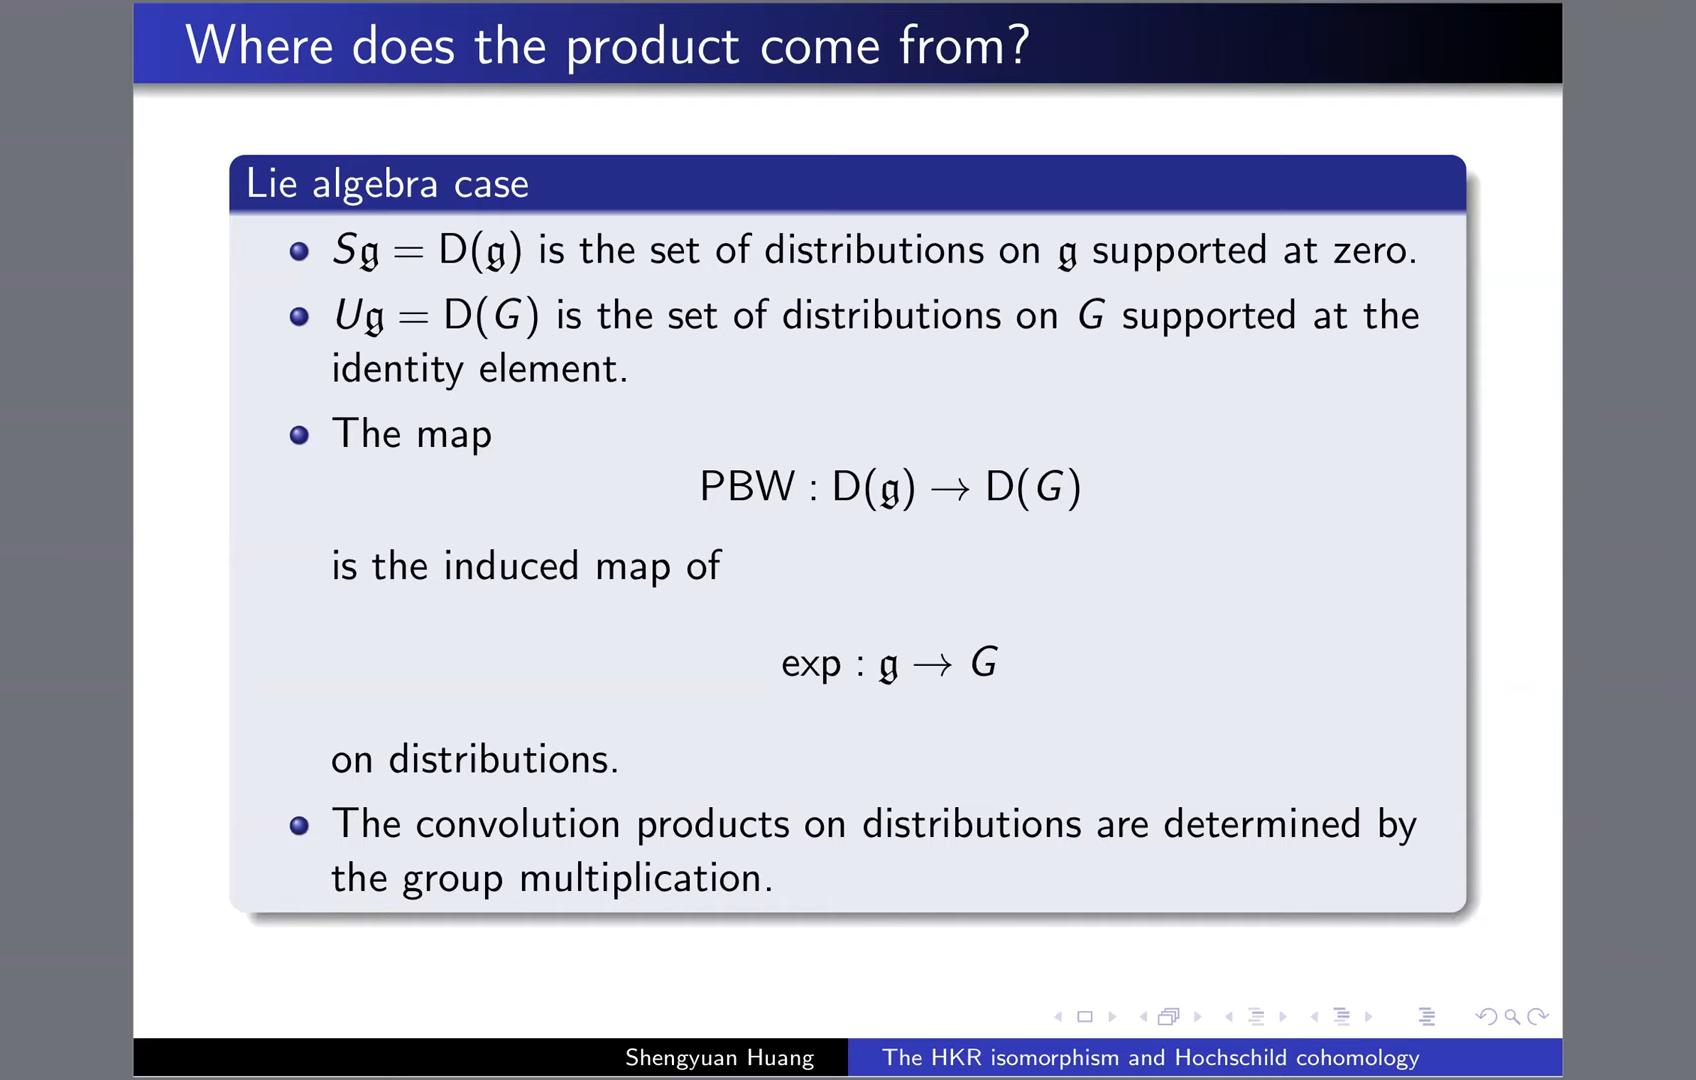 Where does the product come from?
Lie algebra case
S𝔤 = D(𝔤) is the set of distributions on 𝔤 supported at zero.
U𝔤 = D(G) is the set of distributions on G supported at the
identity element.
The map
PBW : D(𝔤) → D(G)
is the induced map of
exp : 𝔤 → G
on distributions.
The convolution products on distributions are determined by
the group multiplication.
Shengyuan Huang
The HKR isomorphism and Hochschild cohomology